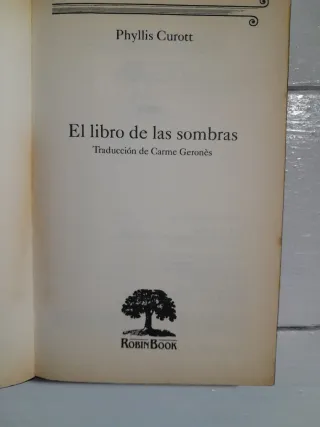 Phyllis Curott
El libro de las sombras
Traducción de Carme Geronès
ROBINBOOK